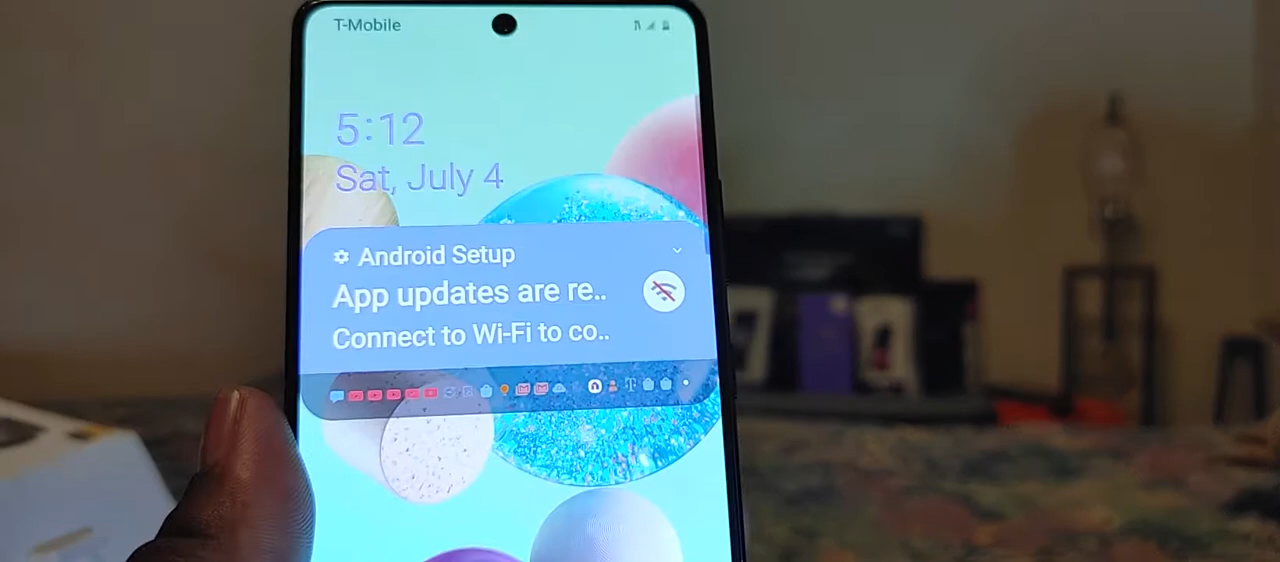 T-Mobile
5:12
Sat, July 4
Android Setup
App updates are re..
Connect to Wi-Fi to co..